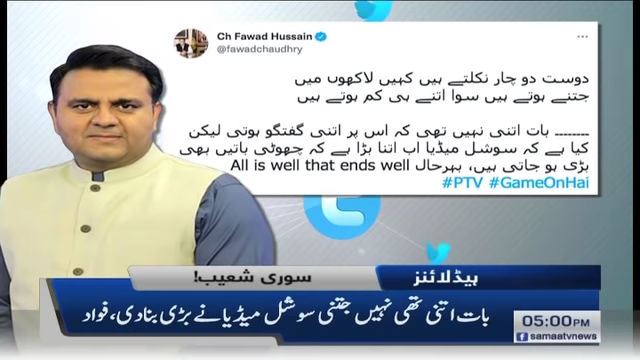 Ch Fawad Hussain
@fawadchaudhry
دوست دو چار نکلتے ہیں کہیں لاکھوں میں
جتنے ہوتے ہیں سوا اتنے ہی کم ہوتے ہیں
-------- بات اتنی نہیں تھی کہ اس پر اتنی گفتگو ہوتی لیکن
کیا ہے کہ سوشل میڈیا اب اتنا بڑا ہے کہ چھوٹی باتیں بھی
بڑی ہو جاتی ہیں، بہرحال All is well that ends well
#PTV #GameOnHai
ہیڈلائنز
سوری شعیب!
بات اتنی تھی نہیں جتنی سوشل میڈیا نے بڑی بنا دی، فواد
05:00PM
samaatvnews